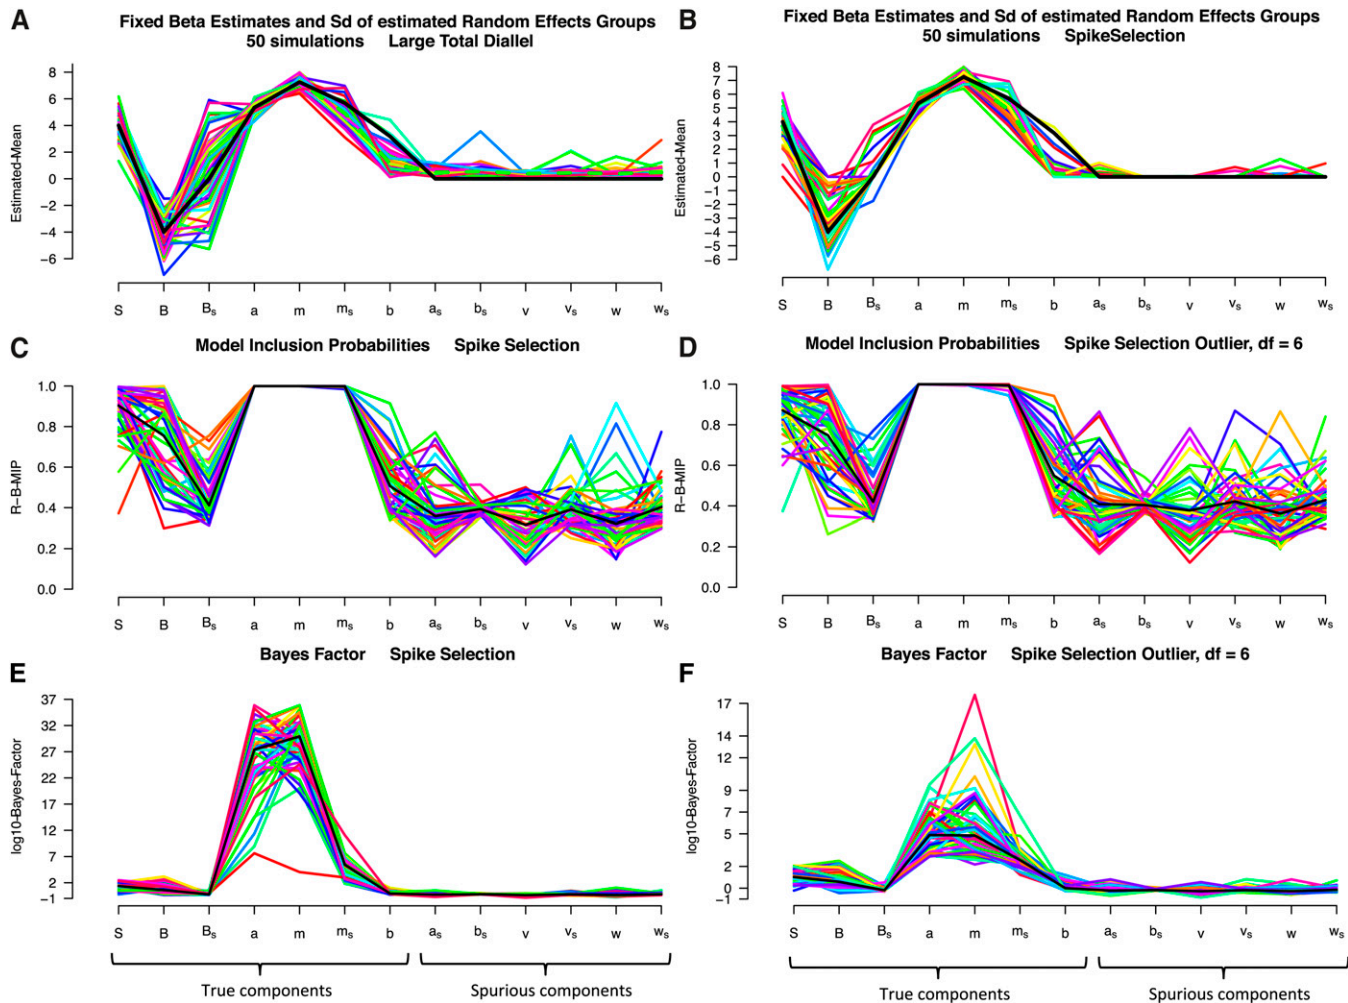 A
Fixed Beta Estimates and Sd of estimated Random Effects Groups
50 simulations Large Total Diallel
Estimated-Mean
8
6
4
2
0
−2
−4
−6
S B Bs a m ms b as bs v vs w ws
B
Fixed Beta Estimates and Sd of estimated Random Effects Groups
50 simulations SpikeSelection
Estimated-Mean
8
7
6
5
4
3
2
1
0
−1
−2
−3
−4
−5
−6
S B Bs a m ms b as bs v vs w ws
C
Model Inclusion Probabilities Spike Selection
R−B−MIP
1.0
0.8
0.6
0.4
0.2
0.0
S B Bs a m ms b as bs v vs w ws
D
Model Inclusion Probabilities Spike Selection Outlier, df = 6
R−B−MIP
1.0
0.8
0.6
0.4
0.2
0.0
S B Bs a m ms b as bs v vs w ws
E
Bayes Factor Spike Selection
log10-Bayes-Factor
37
32
27
22
17
12
7
2
−1
S B Bs a m ms b as bs v vs w ws
True components Spurious components
F
Bayes Factor Spike Selection Outlier, df = 6
log10-Bayes-Factor
17
14
12
9
7
5
2
0
−1
S B Bs a m ms b as bs v vs w ws
True components Spurious components